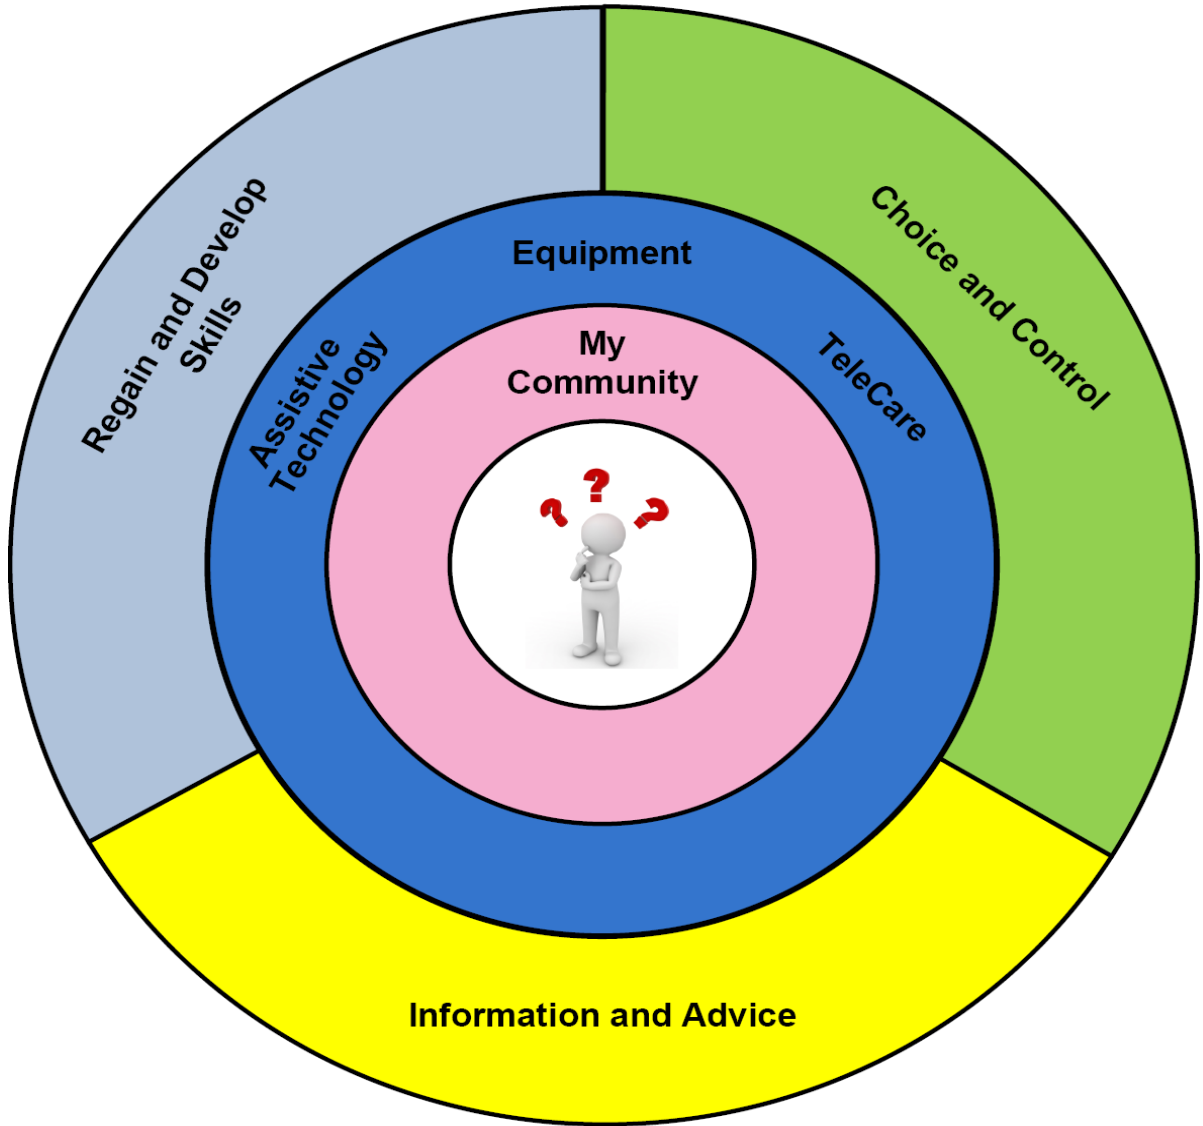 Regain and Develop
Skills
Choice and Control
Equipment
Assistive
Technology
TeleCare
My
Community
? ? ?
Information and Advice